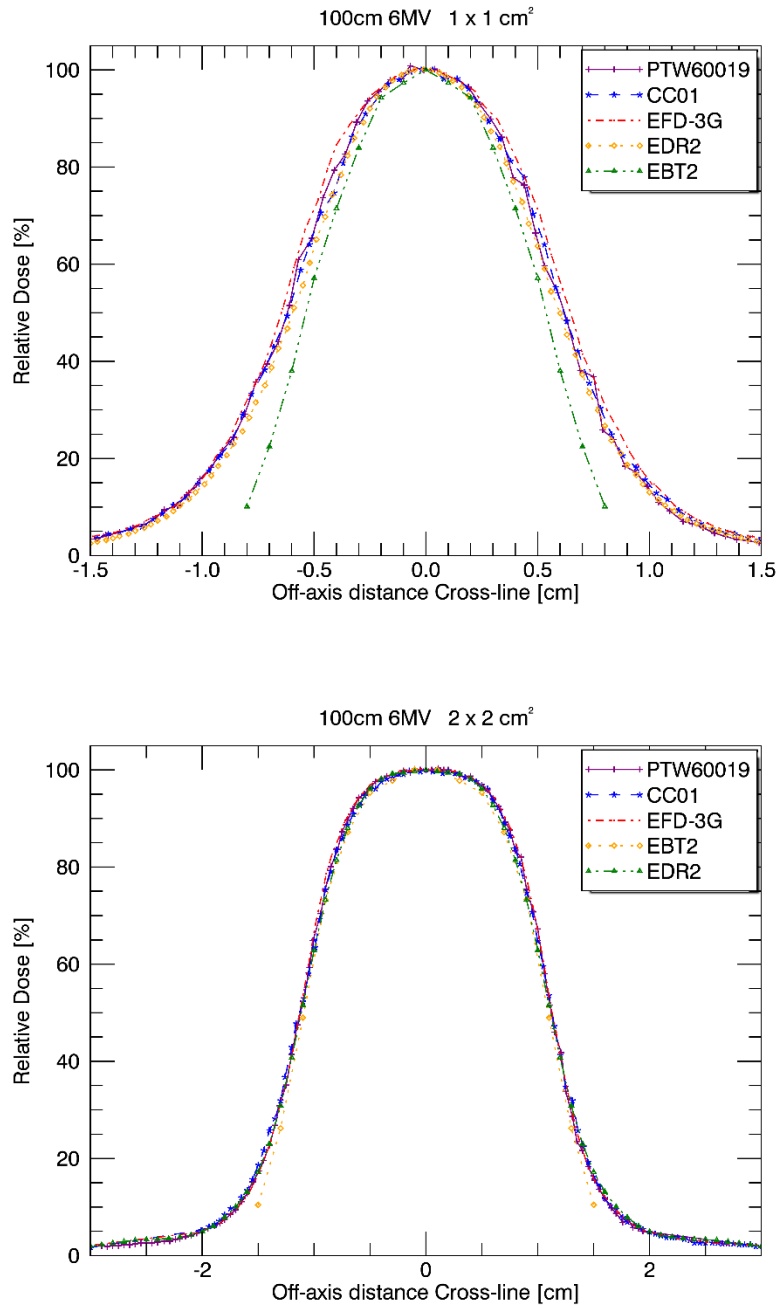 100cm 6MV 1 x 1 cm²
PTW60019
CC01
EFD-3G
EDR2
EBT2
Relative Dose [%]
100
80
60
40
20
0
-1.5 -1.0 -0.5 0.0 0.5 1.0 1.5
Off-axis distance Cross-line [cm]
100cm 6MV 2 x 2 cm²
PTW60019
CC01
EFD-3G
EBT2
EDR2
Relative Dose [%]
100
80
60
40
20
0
-2 0 2
Off-axis distance Cross-line [cm]